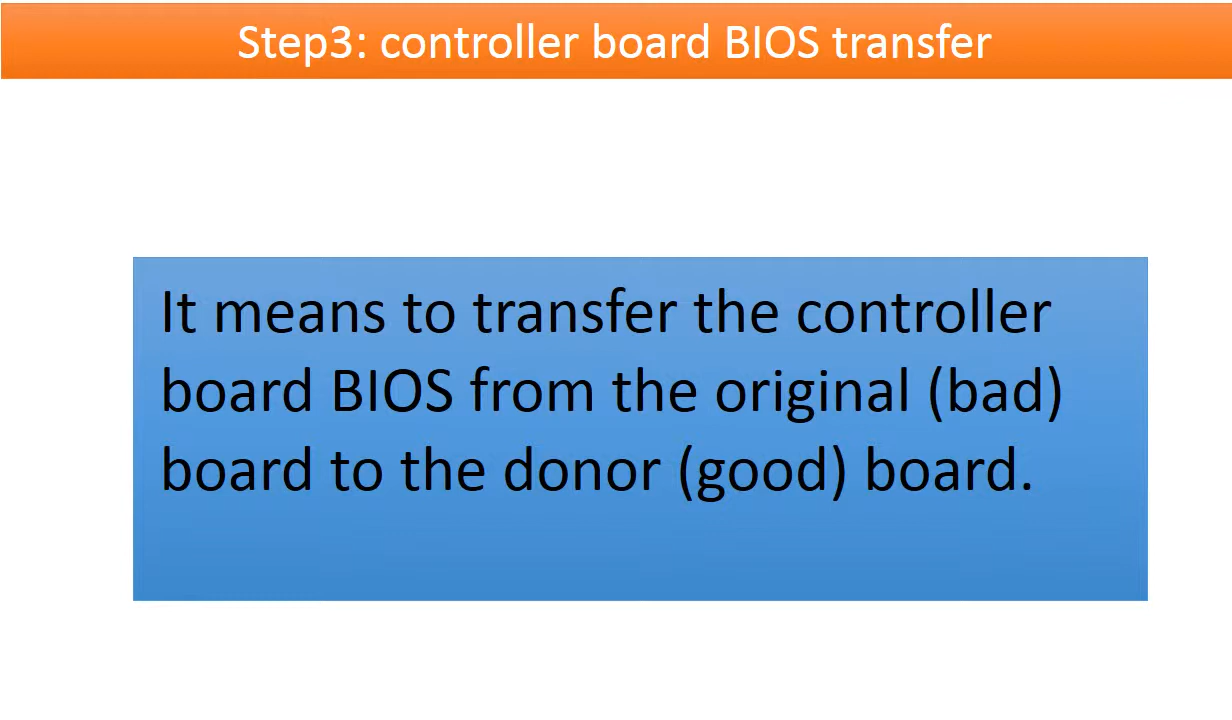 Step3: controller board BIOS transfer
It means to transfer the controller
board BIOS from the original (bad)
board to the donor (good) board.